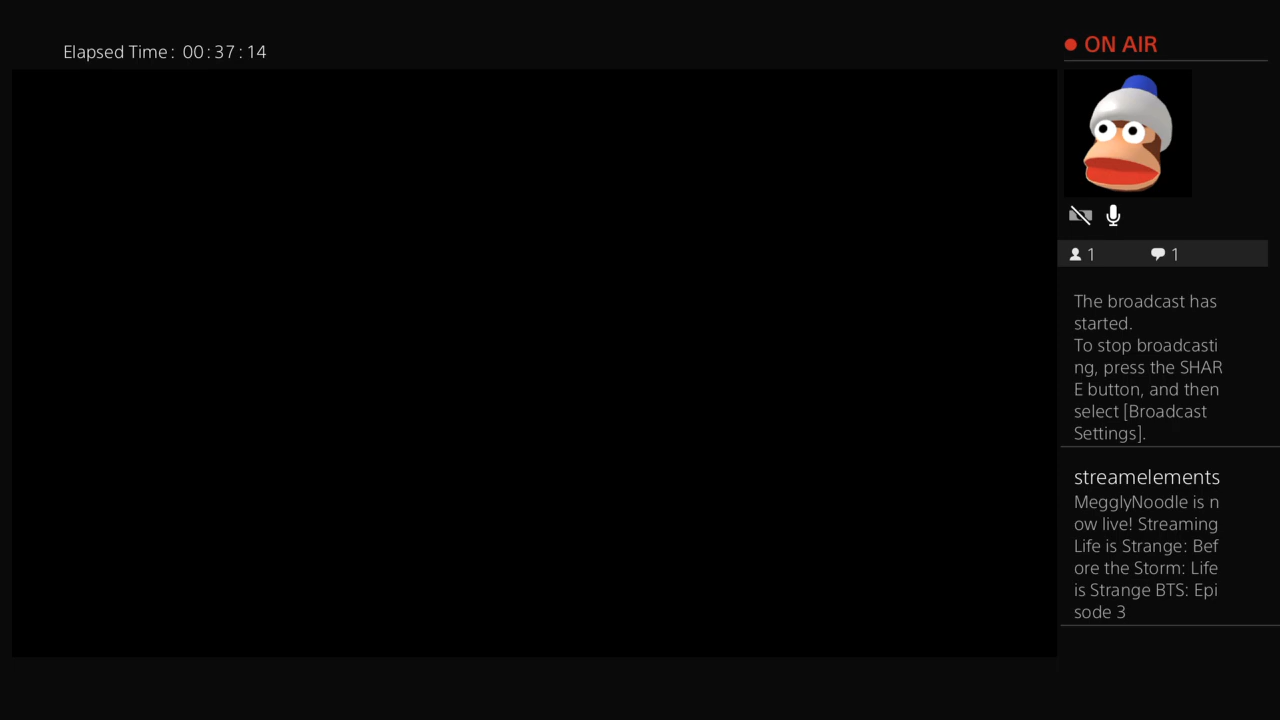 Elapsed Time: 00:37:14
ON AIR
1
1
The broadcast has
started.
To stop broadcasti
ng, press the SHAR
E button, and then
select [Broadcast
Settings].
streamelements
MegglyNoodle is n
ow live! Streaming
Life is Strange: Bef
ore the Storm: Life
is Strange BTS: Epi
sode 3